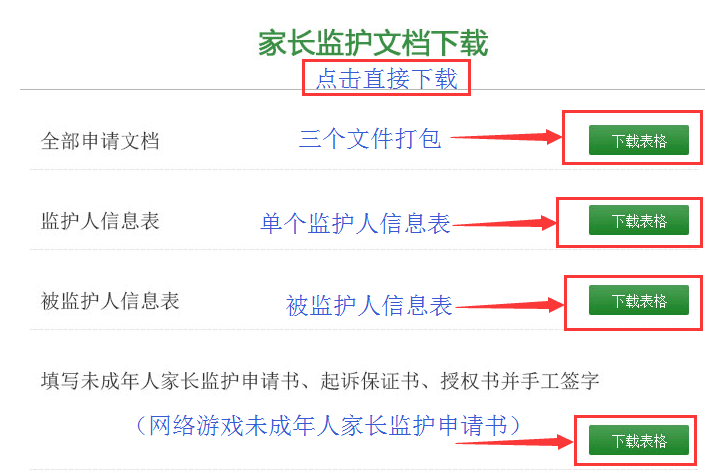 家长监护文档下载
点击直接下载
全部申请文档 三个文件打包 下载表格
监护人信息表 单个监护人信息表 下载表格
被监护人信息表 被监护人信息表 下载表格
填写未成年人家长监护申请书、起诉保证书、授权书并手工签字
（网络游戏未成年人家长监护申请书） 下载表格